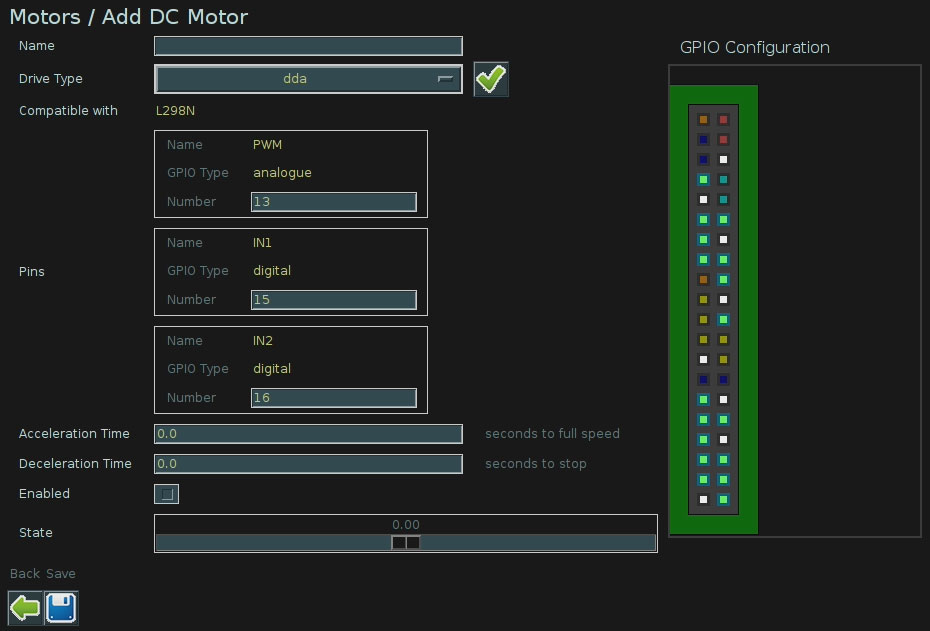 Motors / Add DC Motor
Name
GPIO Configuration
Drive Type dda
Compatible with L298N
Name PWM
GPIO Type analogue
Number 13
Pins
Name IN1
GPIO Type digital
Number 15
Name IN2
GPIO Type digital
Number 16
Acceleration Time 0.0 seconds to full speed
Deceleration Time 0.0 seconds to stop
Enabled
State 0.00
Back Save